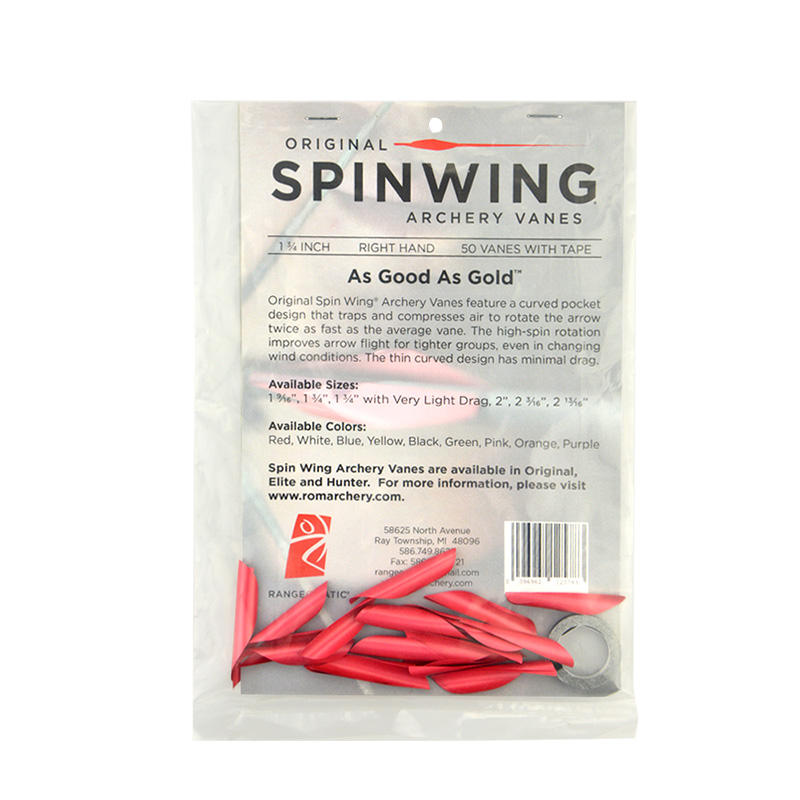 ORIGINAL
SPINWING
ARCHERY VANES
1 ¾ INCH RIGHT HAND 50 VANES WITH TAPE
As Good As Gold™
Original Spin Wing® Archery Vanes feature a curved pocket
design that traps and compresses air to rotate the arrow
twice as fast as the average vane. The high-spin rotation
improves arrow flight for tighter groups, even in changing
wind conditions. The thin curved design has minimal drag.
Available Sizes:
1 9⁄16”, 1 ¾”, 1 ¾” with Very Light Drag, 2”, 2 3⁄16”, 2 13⁄16”
Available Colors:
Red, White, Blue, Yellow, Black, Green, Pink, Orange, Purple
Spin Wing Archery Vanes are available in Original,
Elite and Hunter. For more information, please visit
www.romarchery.com.
58625 North Avenue
Ray Township, MI 48096
586.749.86
Fax: 21